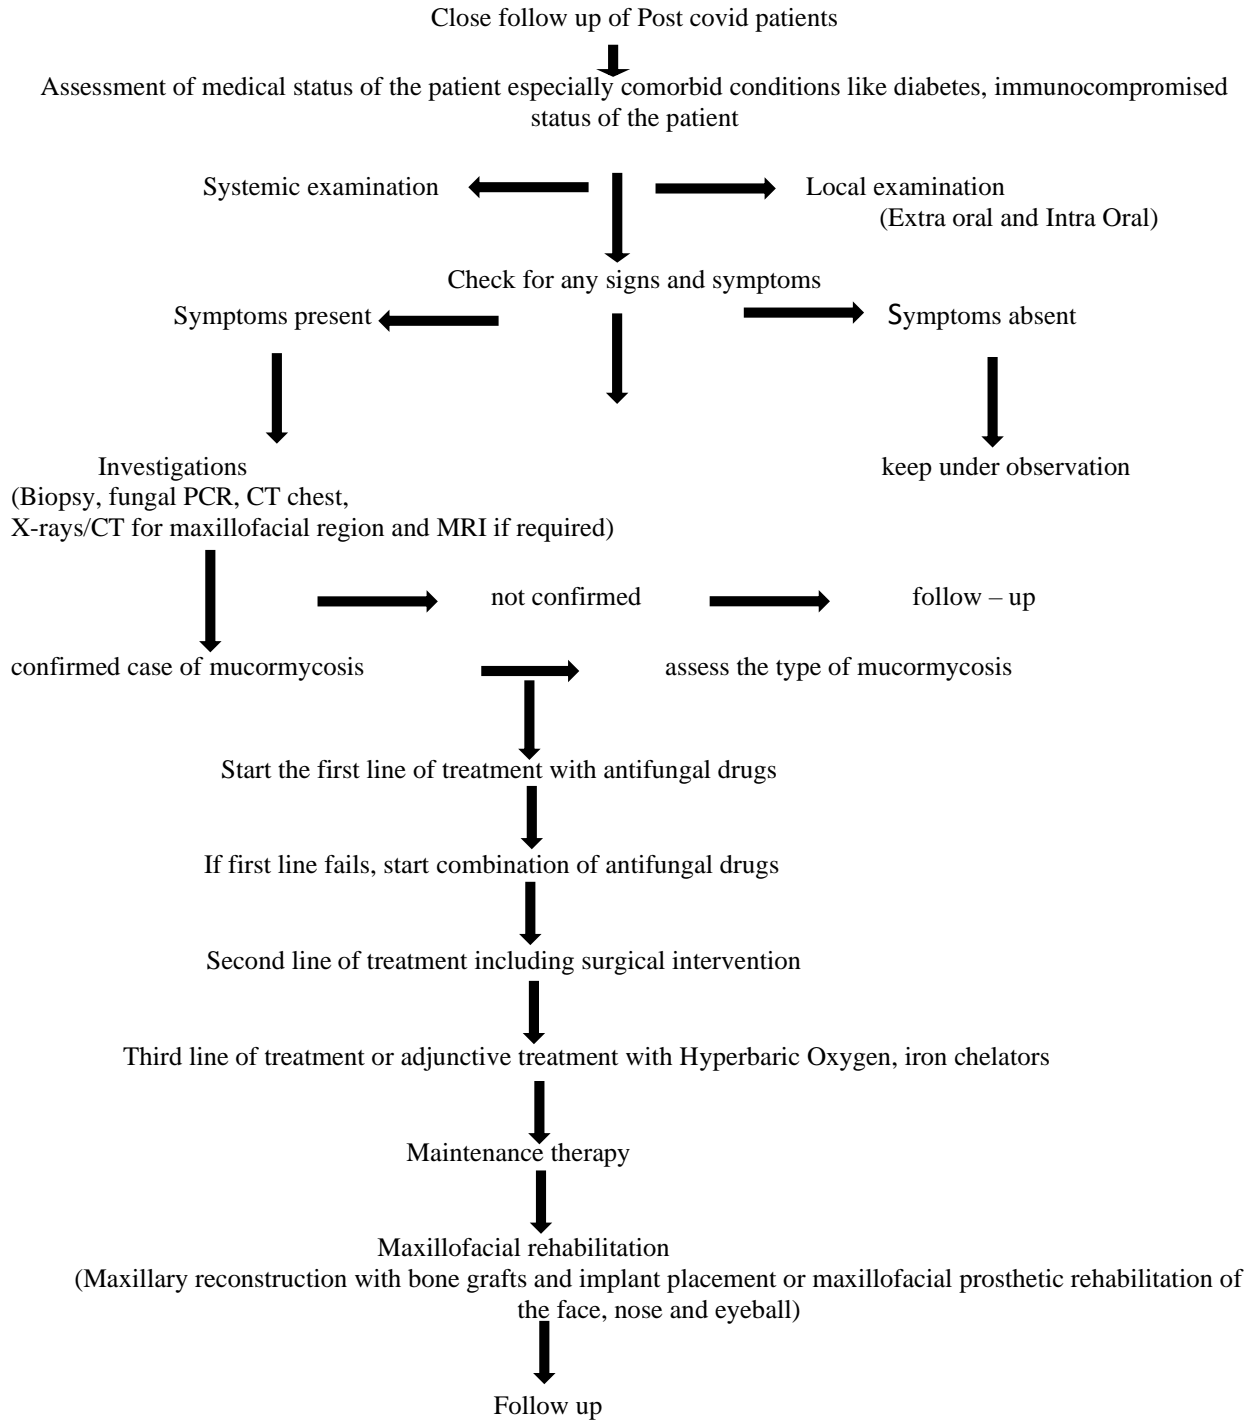 Close follow up of Post covid patients
Assessment of medical status of the patient especially comorbid conditions like diabetes, immunocompromised
status of the patient
Systemic examination
Local examination
(Extra oral and Intra Oral)
Check for any signs and symptoms
Symptoms present
Symptoms absent
Investigations
keep under observation
(Biopsy, fungal PCR, CT chest,
X-rays/CT for maxillofacial region and MRI if required)
not confirmed
follow – up
confirmed case of mucormycosis
assess the type of mucormycosis
Start the first line of treatment with antifungal drugs
If first line fails, start combination of antifungal drugs
Second line of treatment including surgical intervention
Third line of treatment or adjunctive treatment with Hyperbaric Oxygen, iron chelators
Maintenance therapy
Maxillofacial rehabilitation
(Maxillary reconstruction with bone grafts and implant placement or maxillofacial prosthetic rehabilitation of
the face, nose and eyeball)
Follow up